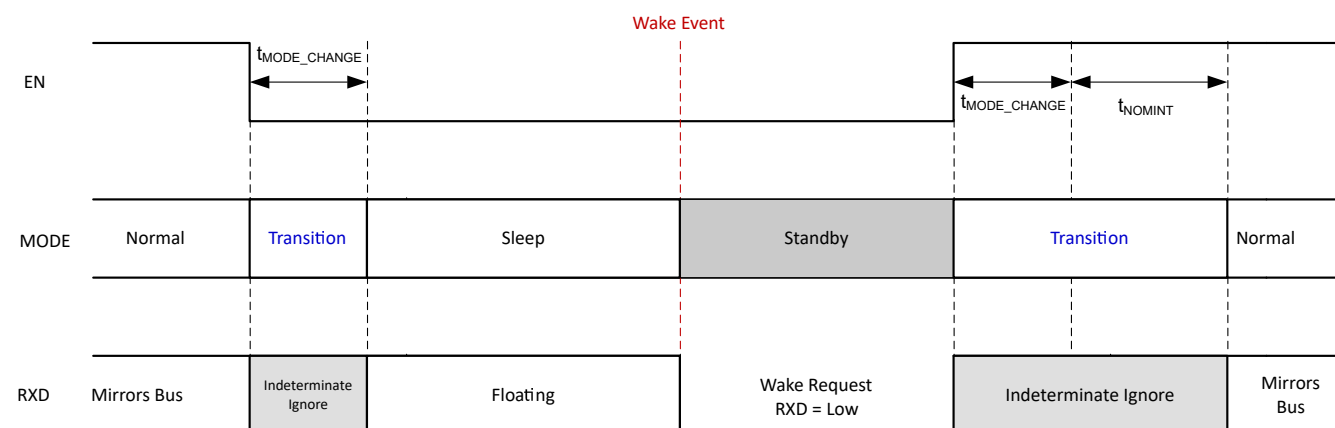 Wake Event
EN
tMODE_CHANGE
tMODE_CHANGE
tNOMINT
MODE
Normal
Transition
Sleep
Standby
Transition
Normal
RXD
Mirrors Bus
Indeterminate
Ignore
Floating
Wake Request
RXD = Low
Indeterminate Ignore
Mirrors
Bus